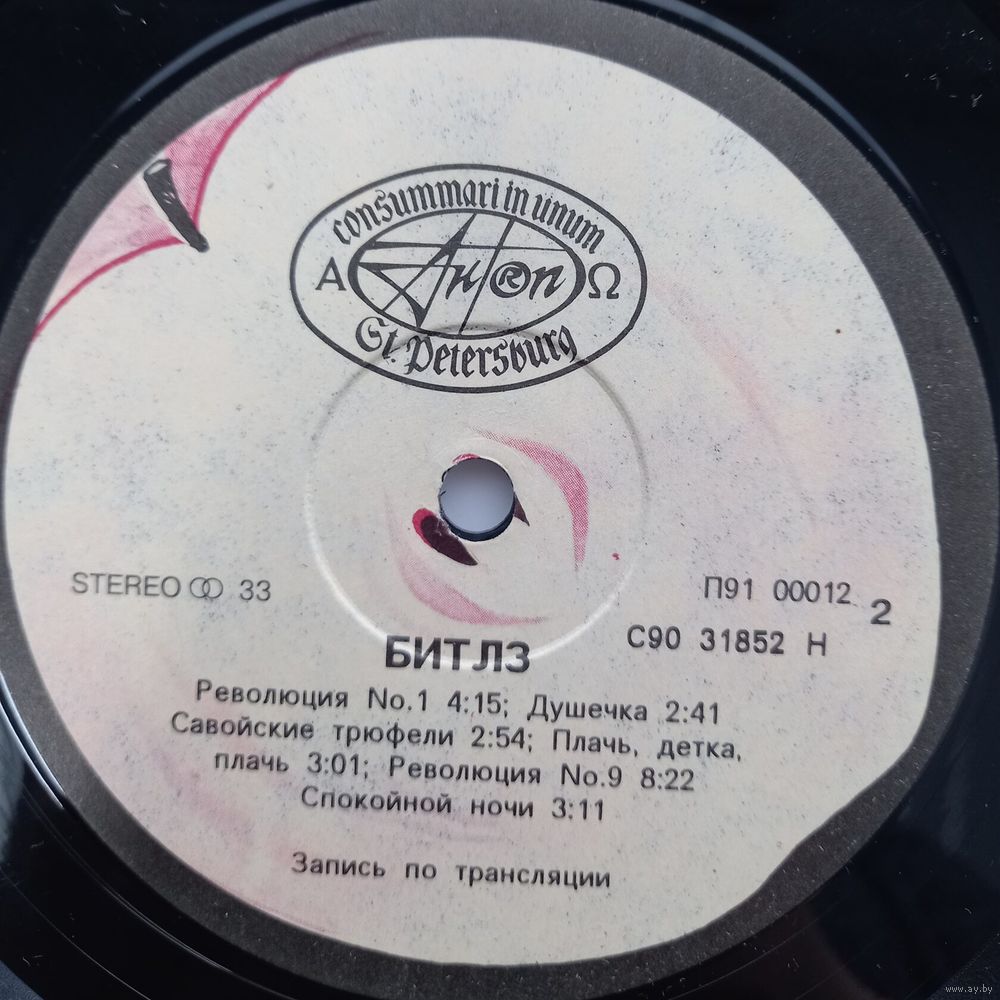 consummari in unum
Α АнтRоп Ω
St. Petersburg
STEREO 33
П91 00012
2
С90 31852 Н
БИТЛЗ
Революция No.1 4:15; Душечка 2:41
Савойские трюфели 2:54; Плачь, детка,
плачь 3:01; Революция No.9 8:22
Спокойной ночи 3:11
Запись по трансляции
www.ay.by